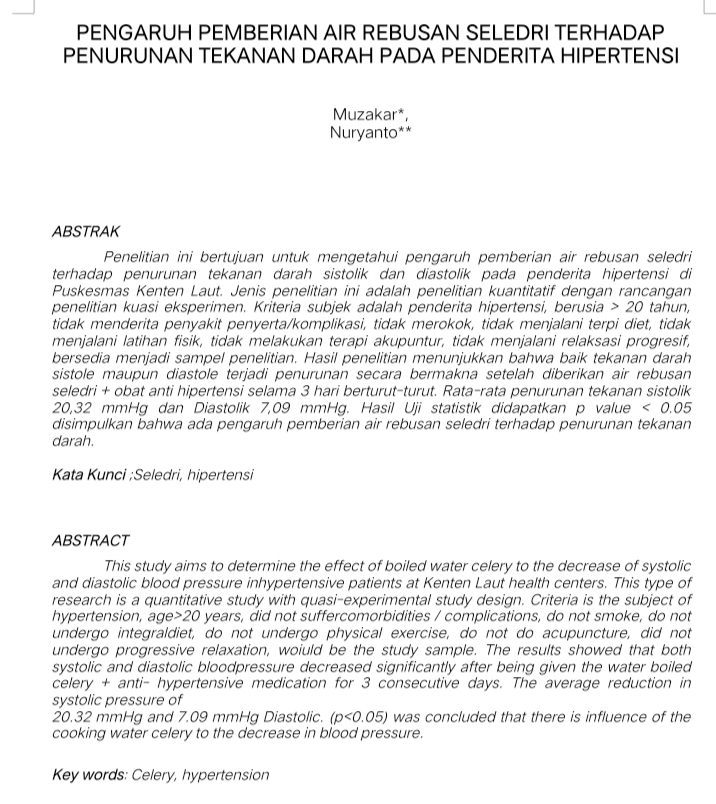 PENGARUH PEMBERIAN AIR REBUSAN SELEDRI TERHADAP
PENURUNAN TEKANAN DARAH PADA PENDERITA HIPERTENSI
Muzakar*,
Nuryanto**
ABSTRAK
Penelitian ini bertujuan untuk mengetahui pengaruh pemberian air rebusan seledri
terhadap penurunan tekanan darah sistolik dan diastolik pada penderita hipertensi di
Puskesmas Kenten Laut. Jenis penelitian ini adalah penelitian kuantitatif dengan rancangan
penelitian kuasi eksperimen. Kriteria subjek adalah penderita hipertensi, berusia > 20 tahun,
tidak menderita penyakit penyerta/komplikasi, tidak merokok, tidak menjalani terpi diet, tidak
menjalani latihan fisik, tidak melakukan terapi akupuntur, tidak menjalani relaksasi progresif,
bersedia menjadi sampel penelitian. Hasil penelitian menunjukkan bahwa baik tekanan darah
sistole maupun diastole terjadi penurunan secara bermakna setelah diberikan air rebusan
seledri + obat anti hipertensi selama 3 hari berturut-turut. Rata-rata penurunan tekanan sistolik
20,32 mmHg dan Diastolik 7,09 mmHg. Hasil Uji statistik didapatkan p value < 0.05
disimpulkan bahwa ada pengaruh pemberian air rebusan seledri terhadap penurunan tekanan
darah.
Kata Kunci ;Seledri, hipertensi
ABSTRACT
This study aims to determine the effect of boiled water celery to the decrease of systolic
and diastolic blood pressure inhypertensive patients at Kenten Laut health centers. This type of
research is a quantitative study with quasi-experimental study design. Criteria is the subject of
hypertension, age>20 years, did not suffercomorbidities / complications, do not smoke, do not
undergo integraldiet, do not undergo physical exercise, do not do acupuncture, did not
undergo progressive relaxation, woiuld be the study sample. The results showed that both
systolic and diastolic bloodpressure decreased significantly after being given the water boiled
celery + anti- hypertensive medication for 3 consecutive days. The average reduction in
systolic pressure of
20.32 mmHg and 7.09 mmHg Diastolic. (p<0.05) was concluded that there is influence of the
cooking water celery to the decrease in blood pressure.
Key words: Celery, hypertension